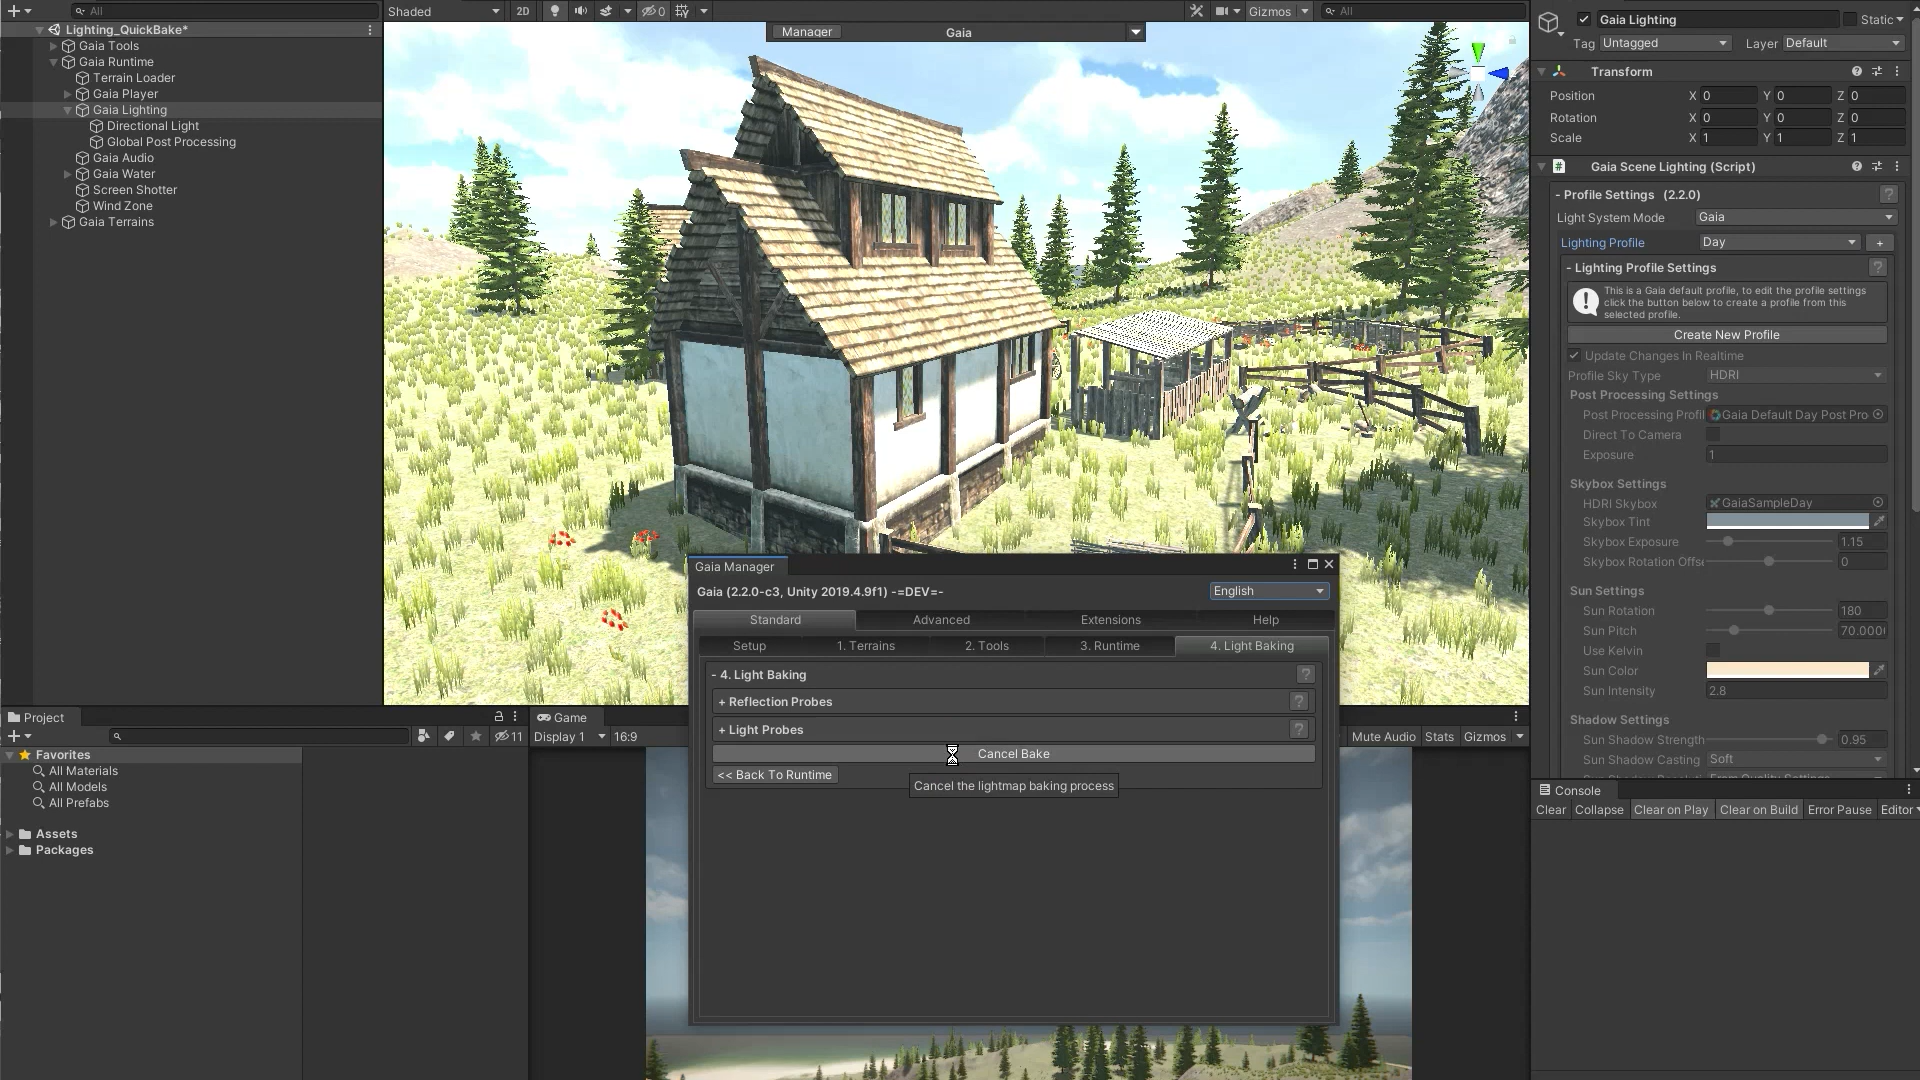 All
Lighting_QuickBake*
Gaia Tools
Gaia Runtime
Terrain Loader
Gaia Player
Gaia Lighting
Directional Light
Global Post Processing
Gaia Audio
Gaia Water
Screen Shotter
Wind Zone
Gaia Terrains
Shaded
2D
0
Gizmos
All
Manager
Gaia
Gaia Lighting
Static
Tag Untagged Layer Default
Transform
Position X 0 Y 0 Z 0
Rotation X 0 Y 0 Z 0
Scale X 1 Y 1 Z 1
Gaia Scene Lighting (Script)
- Profile Settings (2.2.0) ?
Light System Mode Gaia
Lighting Profile Day +
- Lighting Profile Settings ?
This is a Gaia default profile, to edit the profile settings
click the button below to create a profile from this
selected profile.
Create New Profile
Update Changes In Realtime
Profile Sky Type HDRI
Post Processing Settings
Post Processing Profil Gaia Default Day Post Pro
Direct To Camera
Exposure 1
Skybox Settings
HDRI Skybox GaiaSampleDay
Skybox Tint
Skybox Exposure 1.15
Skybox Rotation Offse 0
Sun Settings
Sun Rotation 180
Sun Pitch 70.000
Use Kelvin
Sun Color
Sun Intensity 2.8
Shadow Settings
Sun Shadow Strength 0.95
Sun Shadow Casting Soft
Gaia Manager
Gaia (2.2.0-c3, Unity 2019.4.9f1) -=DEV=-
English
Standard Advanced Extensions Help
Setup 1. Terrains 2. Tools 3. Runtime 4. Light Baking
- 4. Light Baking ?
+ Reflection Probes ?
+ Light Probes ?
Cancel Bake
<< Back To Runtime
Cancel the lightmap baking process
Project
11
Favorites
All Materials
All Models
All Prefabs
Assets
Packages
Game
Display 1 16:9
Mute Audio Stats Gizmos
Console
Clear Collapse Clear on Play Clear on Build Error Pause Editor